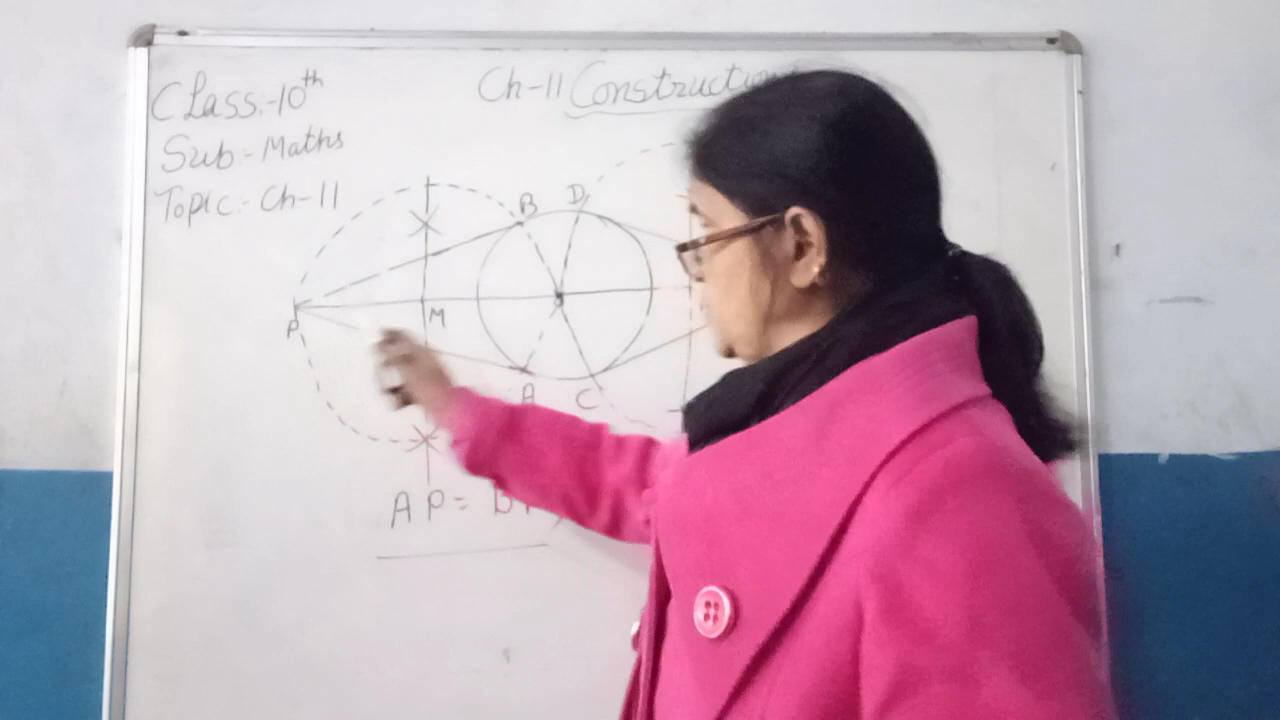 Class:-10th
Ch-11 Construction
Sub:- Maths
Topic:- Ch-11
B
D
P
M
A
C
AP=